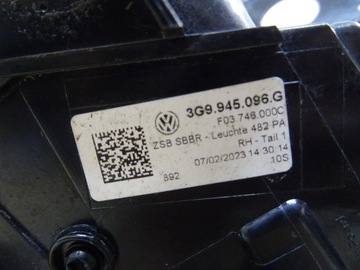 3G9.945.096.G
F03.746.000C
ZSB SBBR - Leuchte 482 PA
RH - Tail 1
07/02/2023 14:30:14
892
10S